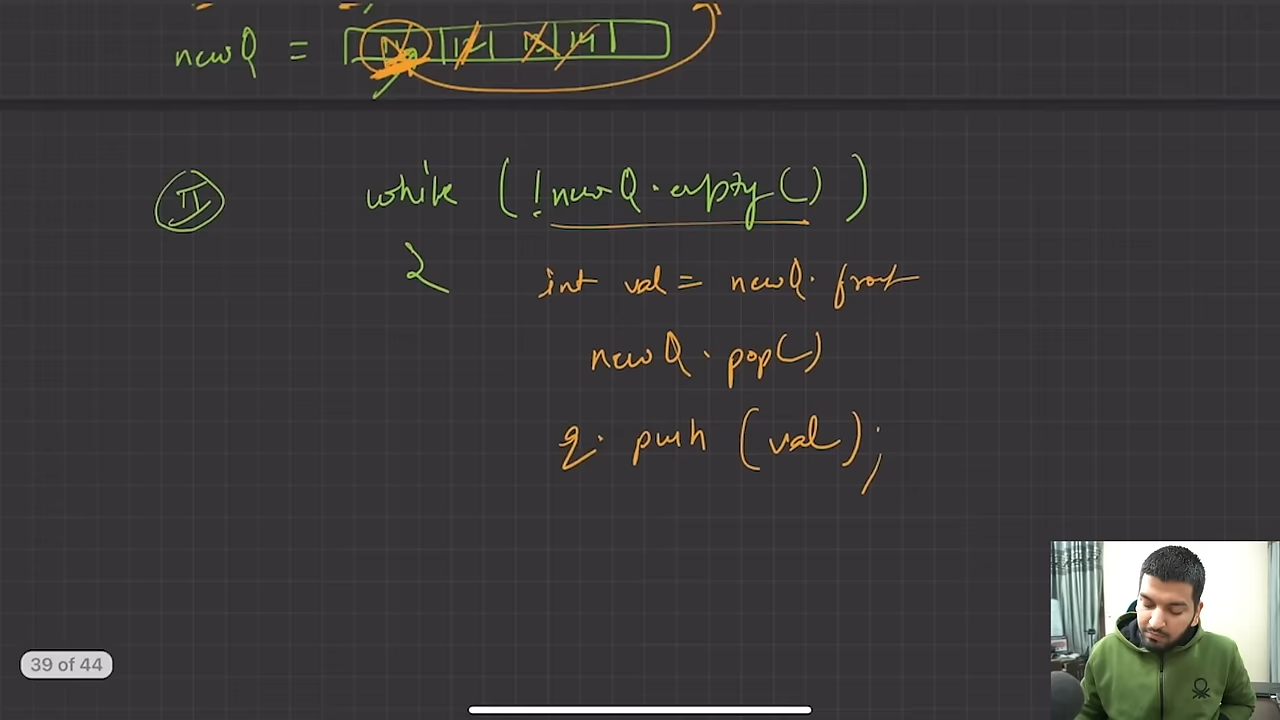 newQ =
II while (!newQ.empty())
{ int val = newQ.front
newQ.pop()
q.push(val);
39 of 44